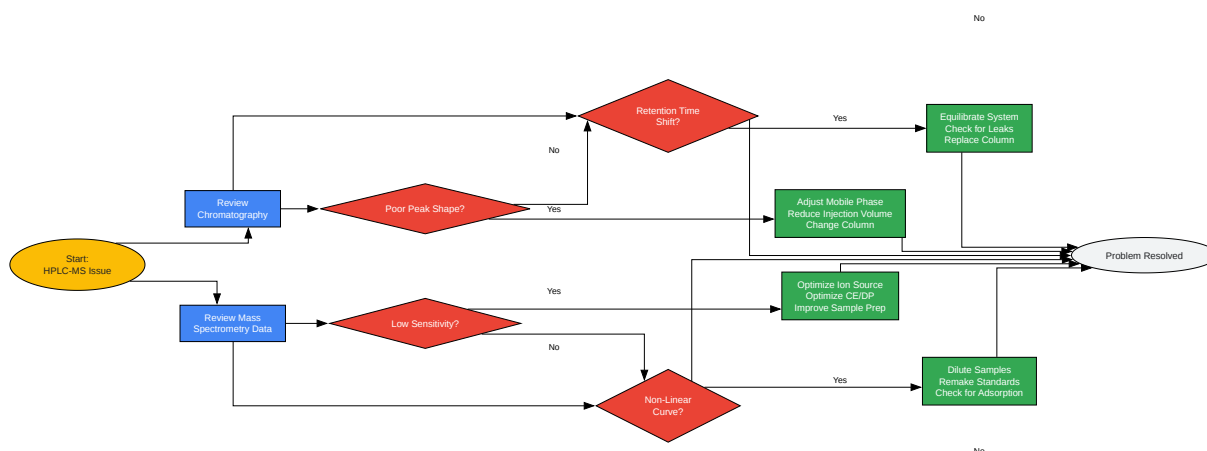 No
Retention Time
Shift?
Yes
Equilibrate System
Check for Leaks
Replace Column
No
Review
Chromatography
Poor Peak Shape?
Yes
Adjust Mobile Phase
Reduce Injection Volume
Change Column
Start:
HPLC-MS Issue
Problem Resolved
Review Mass
Spectrometry Data
Low Sensitivity?
Yes
Optimize Ion Source
Optimize CE/DP
Improve Sample Prep
No
Non-Linear
Curve?
Yes
Dilute Samples
Remake Standards
Check for Adsorption
No